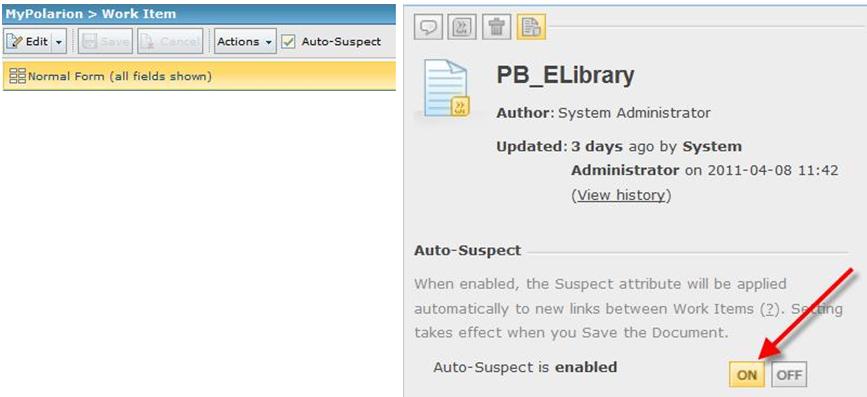 MyPolarion > Work Item
Edit Save Cancel Actions Auto-Suspect
Normal Form (all fields shown)
PB_ELibrary
Author: System Administrator
Updated: 3 days ago by System
Administrator on 2011-04-08 11:42
(View history)
Auto-Suspect
When enabled, the Suspect attribute will be applied
automatically to new links between Work Items (?). Setting
takes effect when you Save the Document.
Auto-Suspect is enabled ON OFF